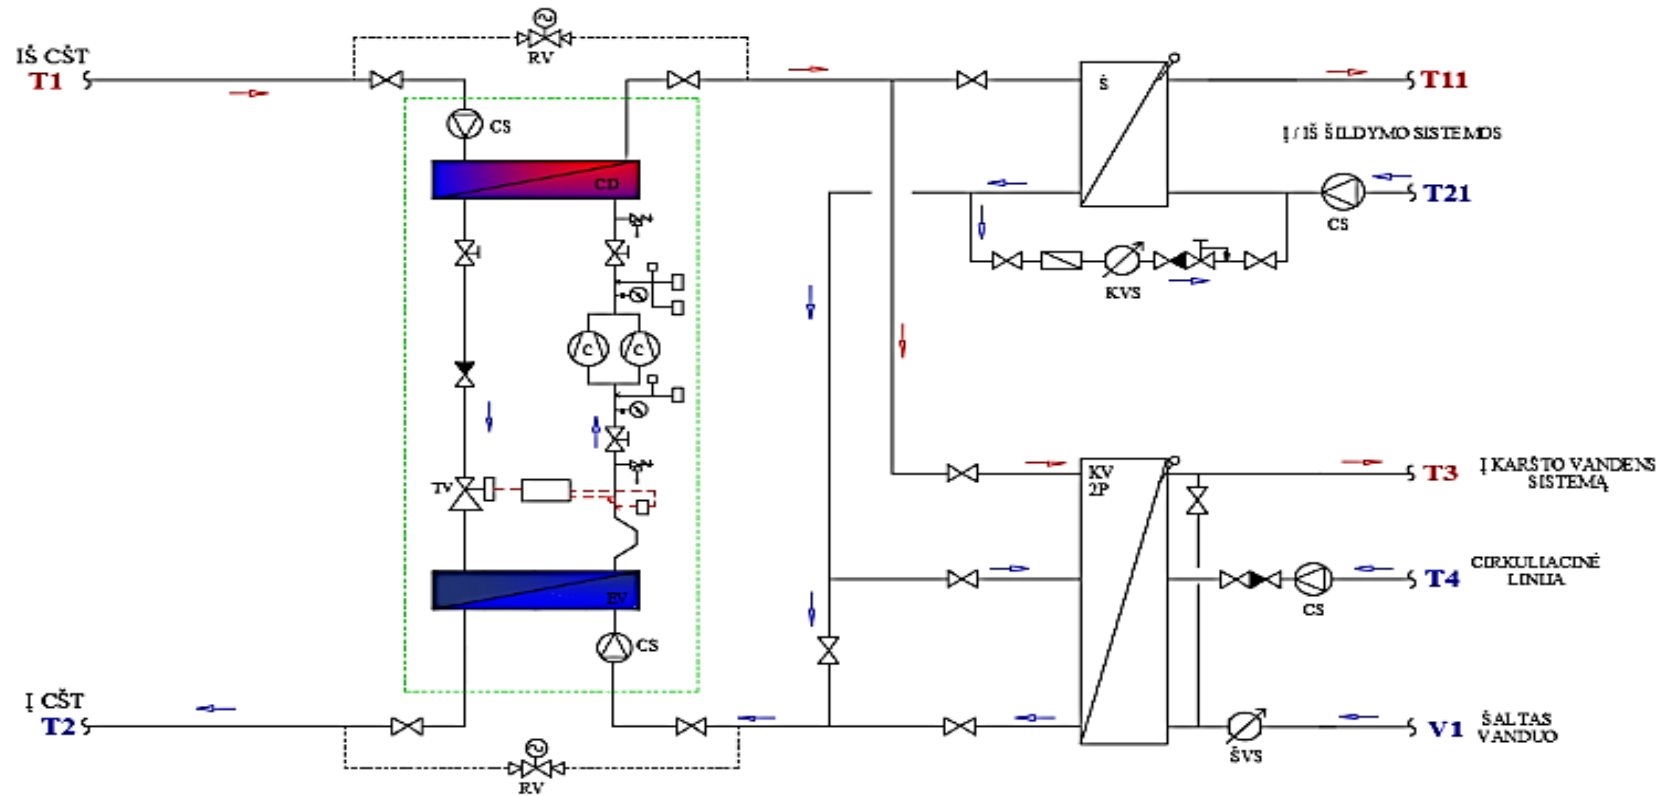 IŠ CŠT
T1
RV
CS
CD
Š
T11
Į / IŠ ŠILDYMO SISTEMOS
T21
CS
KVS
C C
TV
KV
2P
T3
Į KARŠTO VANDENS
SISTEMĄ
T4
CIRKULIACINĖ
LINIJA
CS
EV
CS
Į CŠT
T2
RV
ŠVS
V1
ŠALTAS
VANDUO